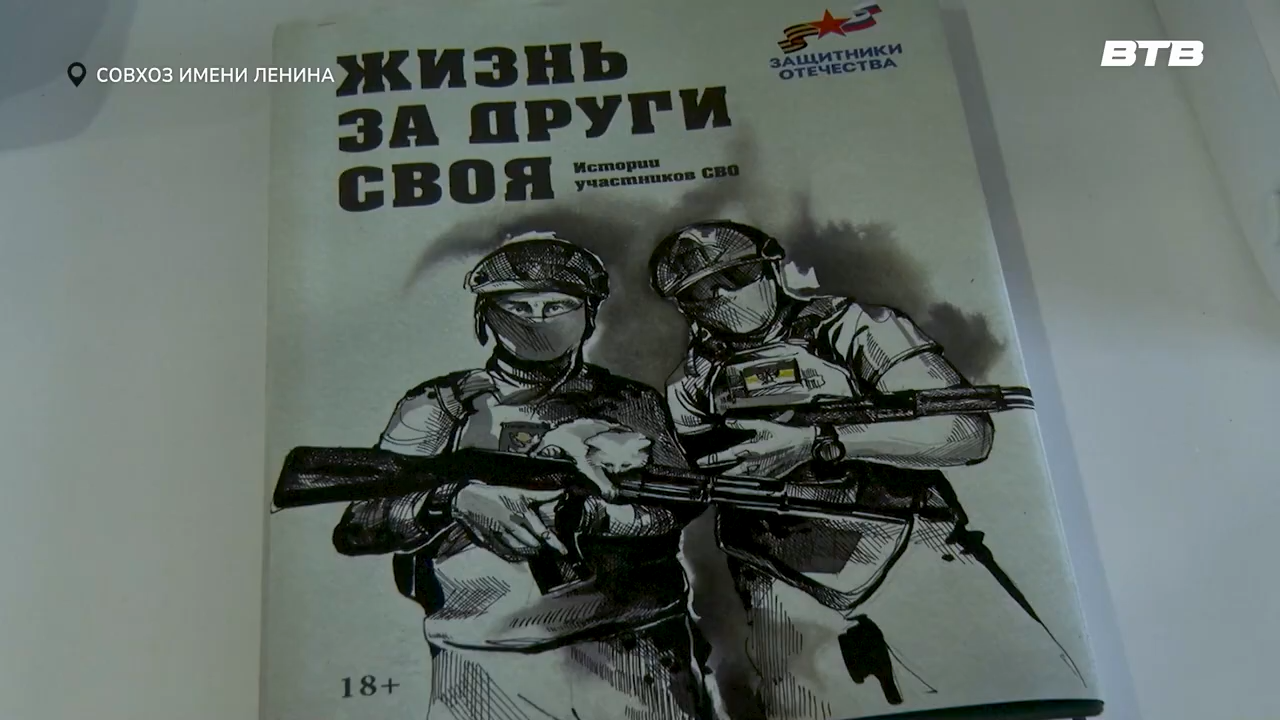 СОВХОЗ ИМЕНИ ЛЕНИНА
ВТВ
ЗАЩИТНИКИ
ОТЕЧЕСТВА
ЖИЗНЬ
ЗА ДРУГИ
СВОЯ
Истории
участников СВО
18+